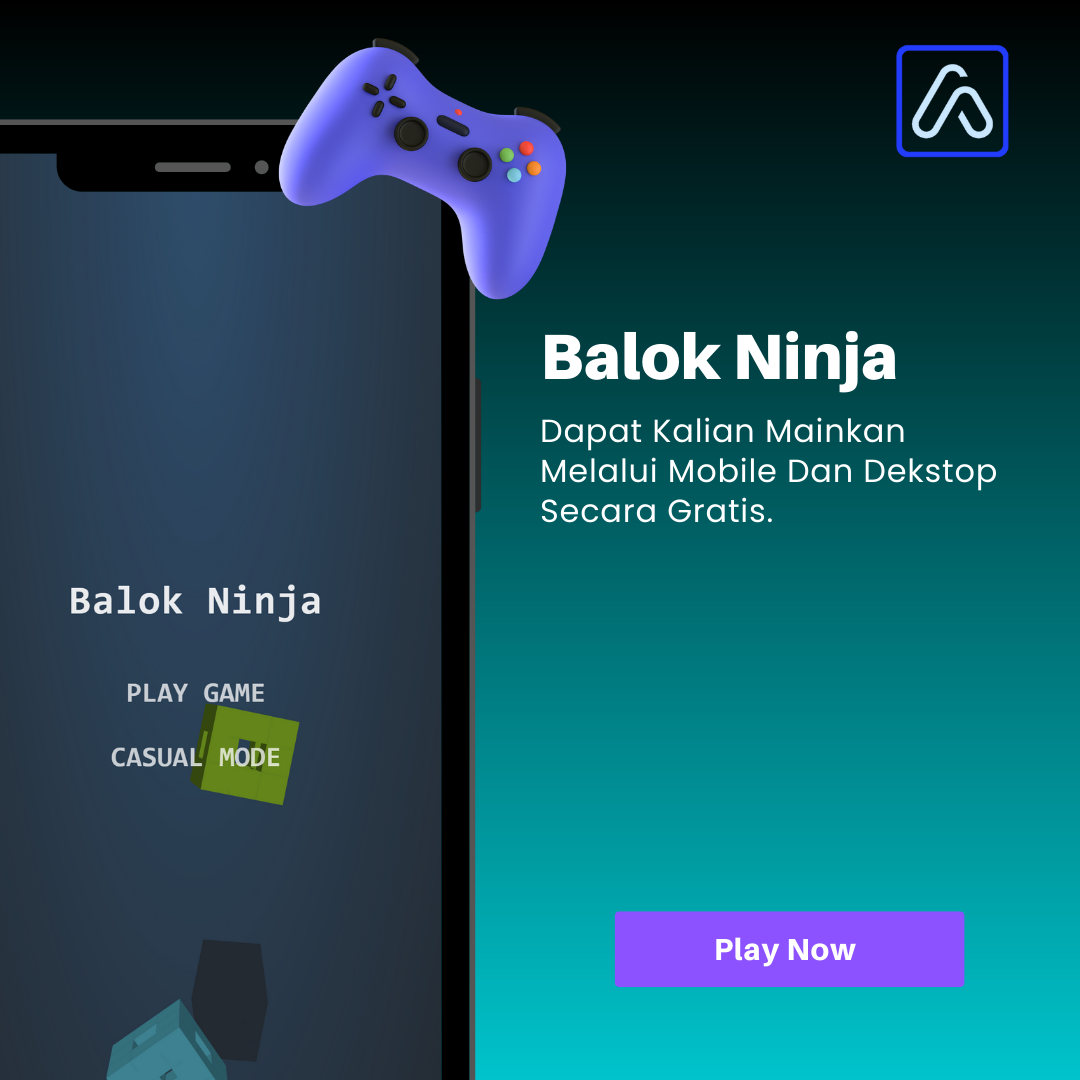 Balok Ninja
Dapat Kalian Mainkan
Melalui Mobile Dan Dekstop
Secara Gratis.
Balok Ninja
PLAY GAME
CASUAL MODE
Play Now